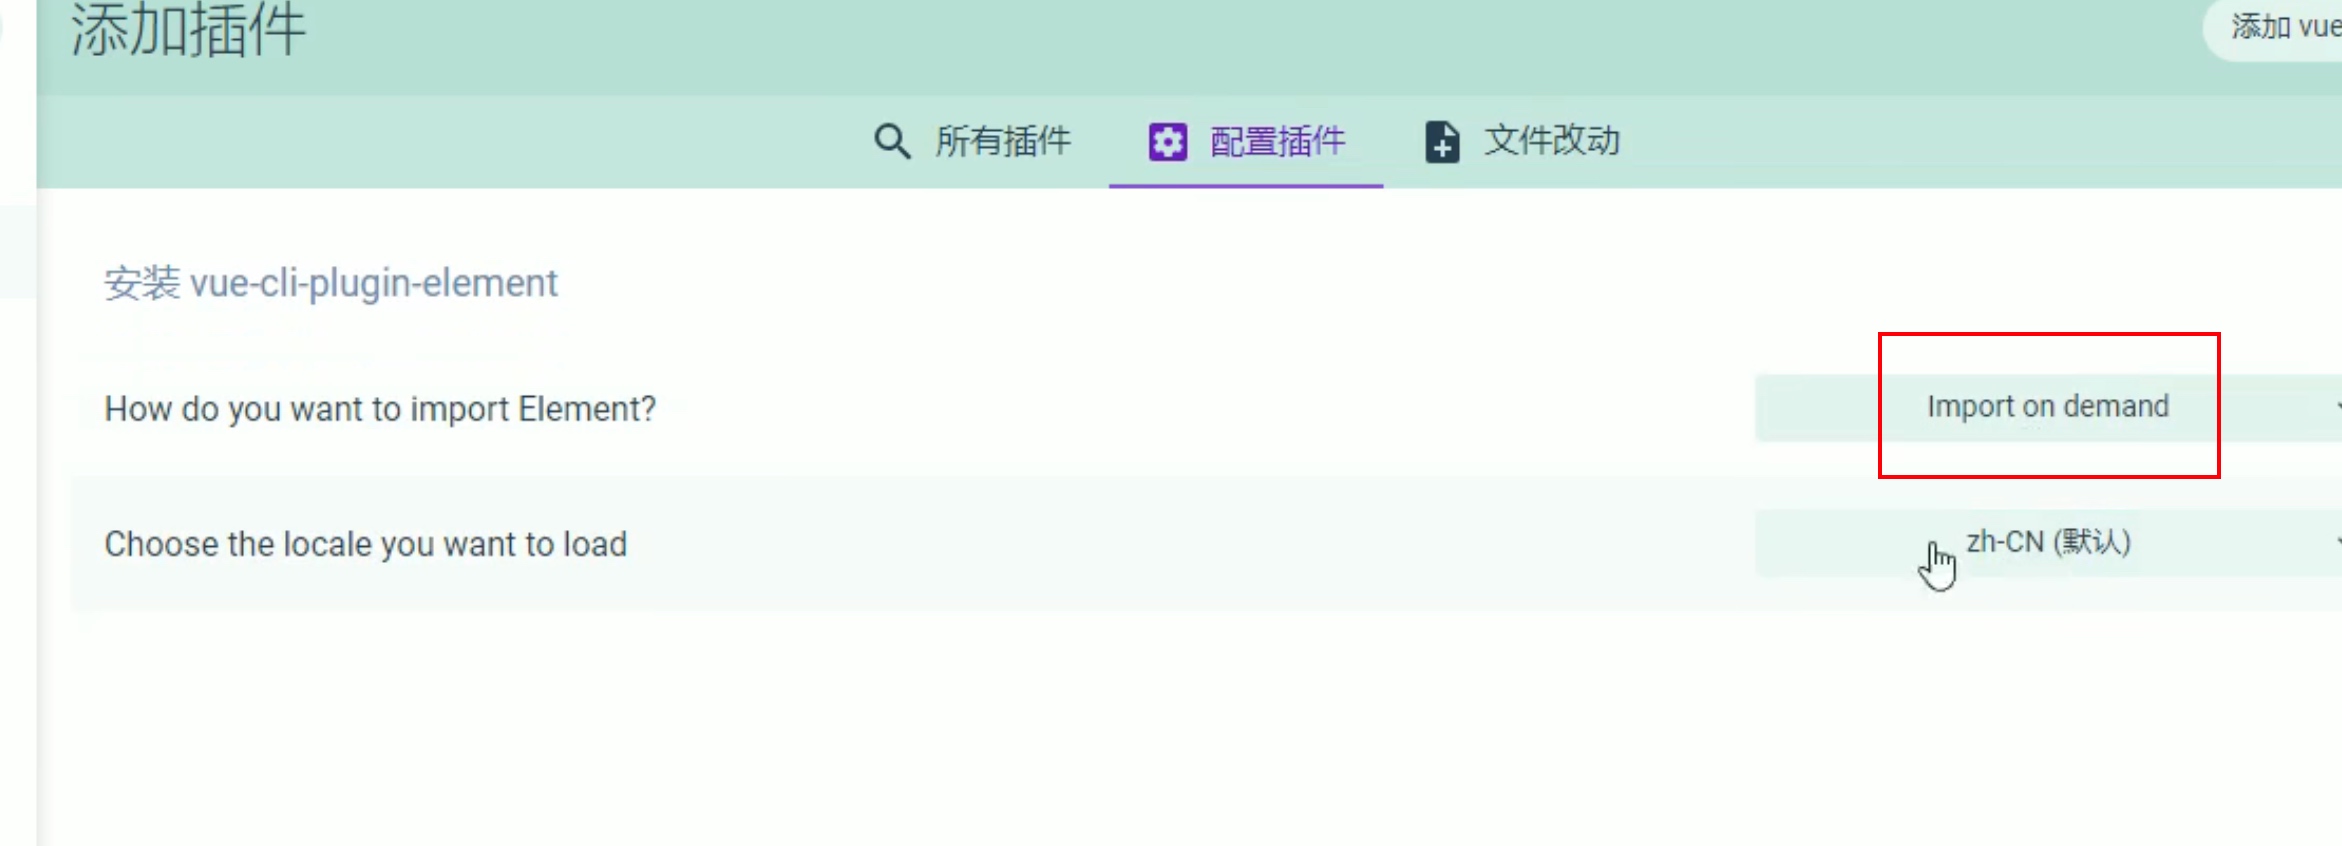 添加插件
添加 vue
所有插件
配置插件
文件改动
安装 vue-cli-plugin-element
How do you want to import Element?
Import on demand
Choose the locale you want to load
zh-CN (默认)